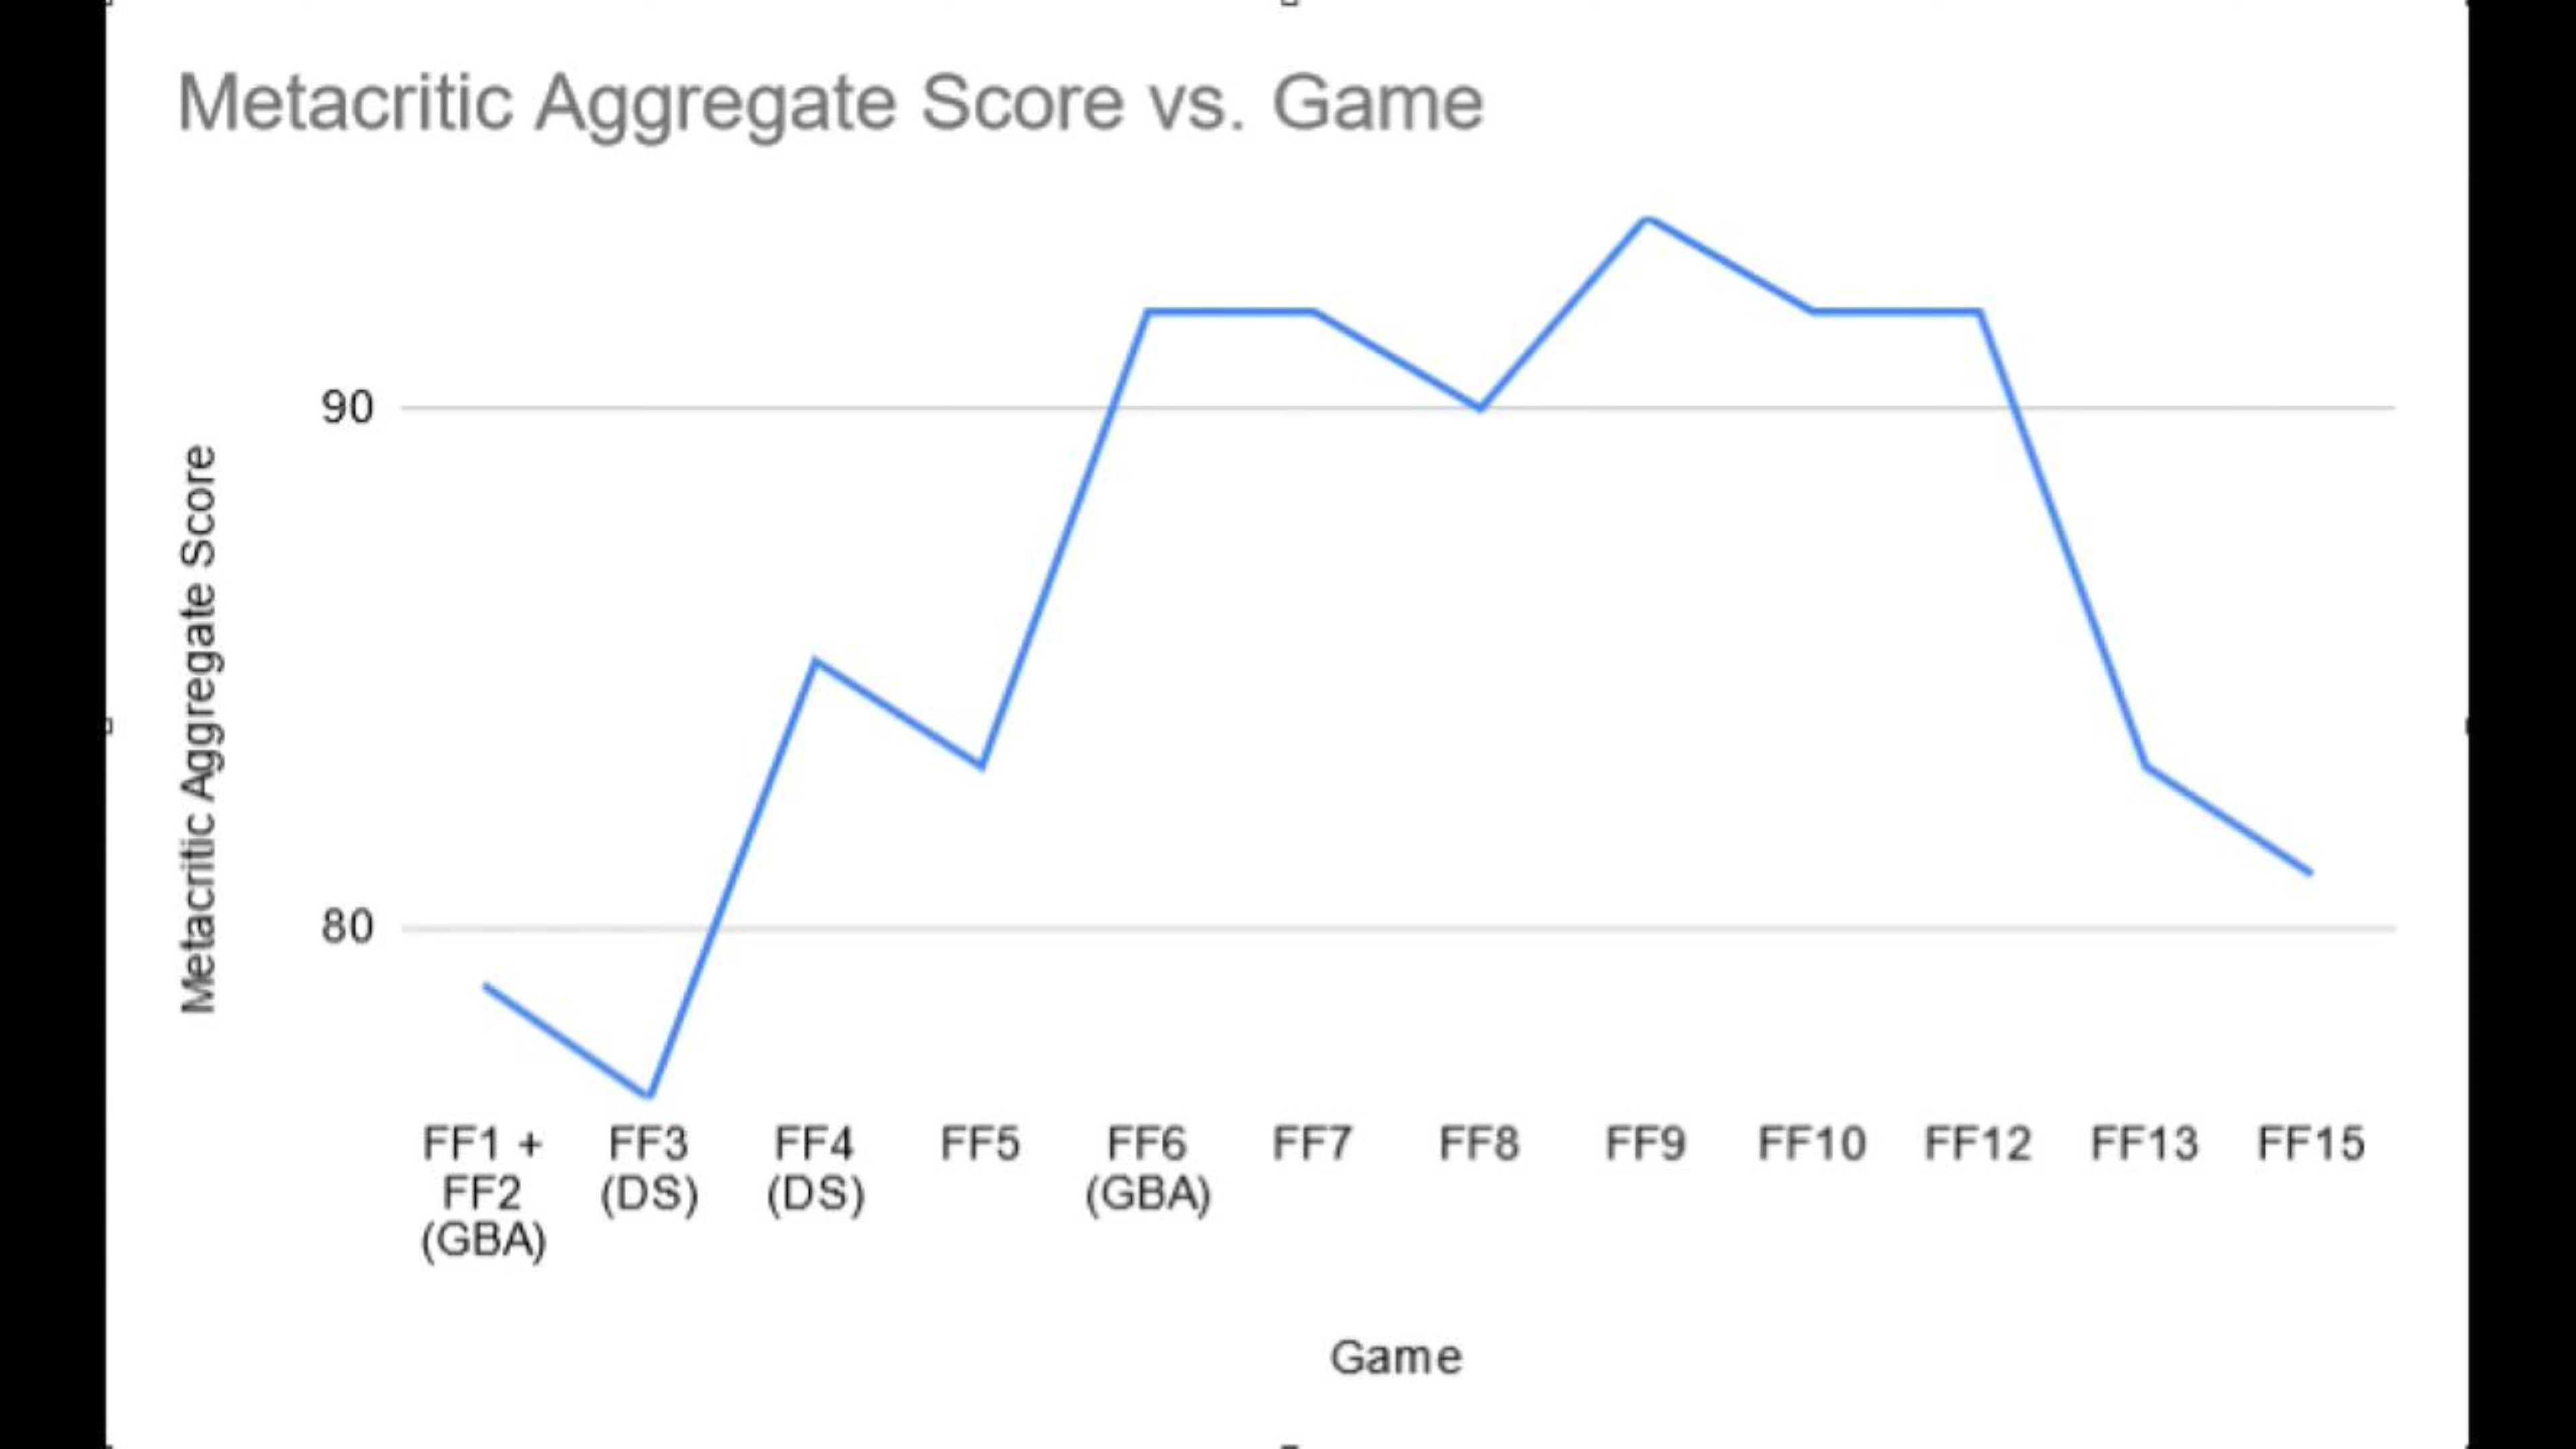 Metacritic Aggregate Score vs. Game
Metacritic Aggregate Score
90
80
FF1 +
FF2
(GBA)
FF3
(DS)
FF4
(DS)
FF5
FF6
(GBA)
FF7
FF8
FF9
FF10
FF12
FF13
FF15
Game